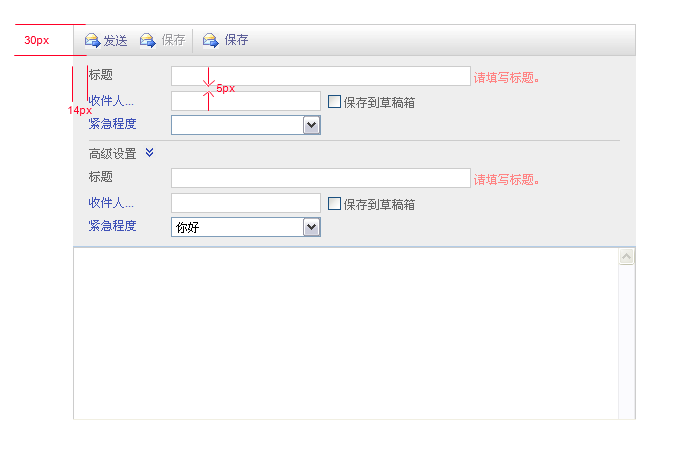 30px 发送 保存 保存
标题 请填写标题。
5px
14px
收件人... 保存到草稿箱
紧急程度
高级设置
标题 请填写标题。
收件人... 保存到草稿箱
紧急程度 你好